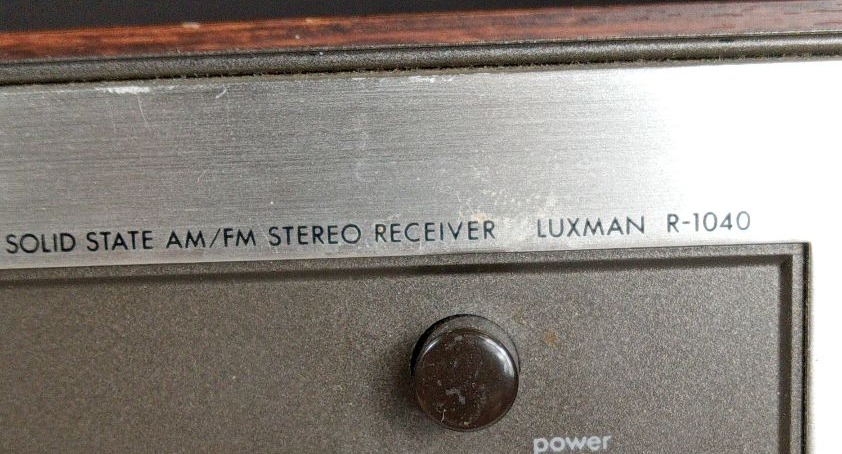 SOLID STATE AM/FM STEREO RECEIVER LUXMAN R-1040
power